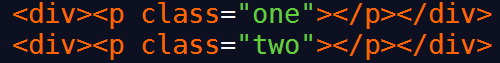 <div><p class="one"></p></div>
<div><p class="two"></p></div>